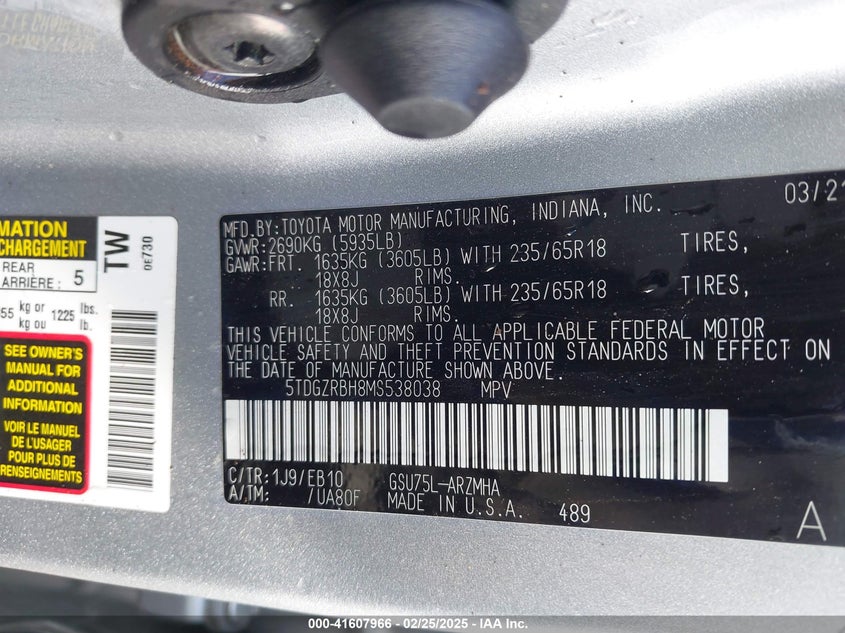 MATION
CHARGEMENT
REAR
ARRIÈRE : 5
TW
0E730
55 kg or 1225 lbs.
kg ou lb.
SEE OWNER'S
MANUAL FOR
ADDITIONAL
INFORMATION
VOIR LE MANUEL
DE L'USAGER
POUR PLUS DE
RENSEIGNEMENTS
03/21
MFD.BY:TOYOTA MOTOR MANUFACTURING, INDIANA, INC.
GVWR:2690KG (5935LB)
GAWR:FRT. 1635KG (3605LB) WITH 235/65R18 TIRES,
18X8J RIMS.
RR. 1635KG (3605LB) WITH 235/65R18 TIRES,
18X8J RIMS.
THIS VEHICLE CONFORMS TO ALL APPLICABLE FEDERAL MOTOR
VEHICLE SAFETY AND THEFT PREVENTION STANDARDS IN EFFECT ON
THE DATE OF MANUFACTURE SHOWN ABOVE.
5TDGZRBH8MS538038 MPV
C/TR:1J9/EB10 GSU75L-ARZMHA
A/TM: /UA80F MADE IN U.S.A. 489 A
000-41607966 - 02/25/2025 - IAA Inc.